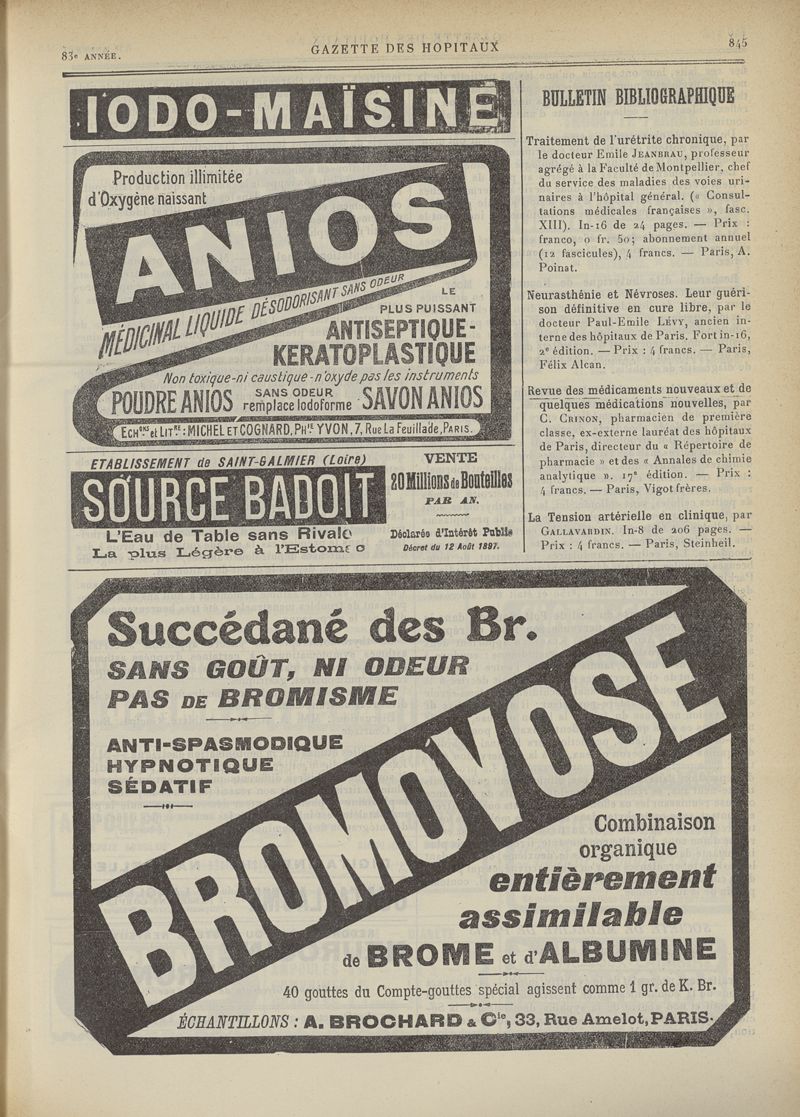 83e ANNÉE.
GAZETTE DES HOPITAUX
845
IODO-MAÏSINE
Production illimitée
d'Oxygène naissant
ANIOS
MÉDICINAL LIQUIDE DÉSODORISANT SANS ODEUR
LE
PLUS PUISSANT
ANTISEPTIQUE-
KERATOPLASTIQUE
Non toxique-ni caustique-n'oxyde pas les instruments
POUDRE ANIOS SANS ODEUR remplace Iodoforme SAVON ANIOS
ECHons et LITre: MICHEL ET COGNARD, PHie YVON, 7, Rue La Feuillade, PARIS.
ETABLISSEMENT de SAINT-GALMIER (Loire)
SOURCE BADOIT
L'Eau de Table sans Rivale
La plus Légère à l'Estomac
VENTE
20 Millions de Bouteilles
PAR AN.
Déclarée d'Intérêt Public
Décret du 12 Août 1897.
BULLETIN BIBLIOGRAPHIQUE
Traitement de l'urétrite chronique, par
le docteur Emile JEANBRAU, professeur
agrégé à la Faculté de Montpellier, chef
du service des maladies des voies uri-
naires à l'hôpital général. (« Consul-
tations médicales françaises », fasc.
XIII). In-16 de 24 pages. — Prix :
franco, 0 fr. 50; abonnement annuel
(12 fascicules), 4 francs. — Paris, A.
Poinat.
Neurasthénie et Névroses. Leur guéri-
son définitive en cure libre, par le
docteur Paul-Emile LÉVY, ancien in-
terne des hôpitaux de Paris. Fort in-16,
2e édition. — Prix : 4 francs. — Paris,
Félix Alcan.
Revue des médicaments nouveaux et de
quelques médications nouvelles, par
C. CRINON, pharmacien de première
classe, ex-externe lauréat des hôpitaux
de Paris, directeur du « Répertoire de
pharmacie » et des « Annales de chimie
analytique ». 17e édition. — Prix :
4 francs. — Paris, Vigot frères.
La Tension artérielle en clinique, par
GALLAVARDIN. In-8 de 206 pages. —
Prix : 4 francs. — Paris, Steinheil.
Succédané des Br.
SANS GOÛT, NI ODEUR
PAS DE BROMISME
ANTI-SPASMODIQUE
HYPNOTIQUE
SÉDATIF
BROMOVOSE
Combinaison
organique
entièrement
assimilable
de BROME et d'ALBUMINE
40 gouttes du Compte-gouttes spécial agissent comme 1 gr. de K. Br.
ÉCHANTILLONS : A. BROCHARD & Cie, 33, Rue Amelot, PARIS.